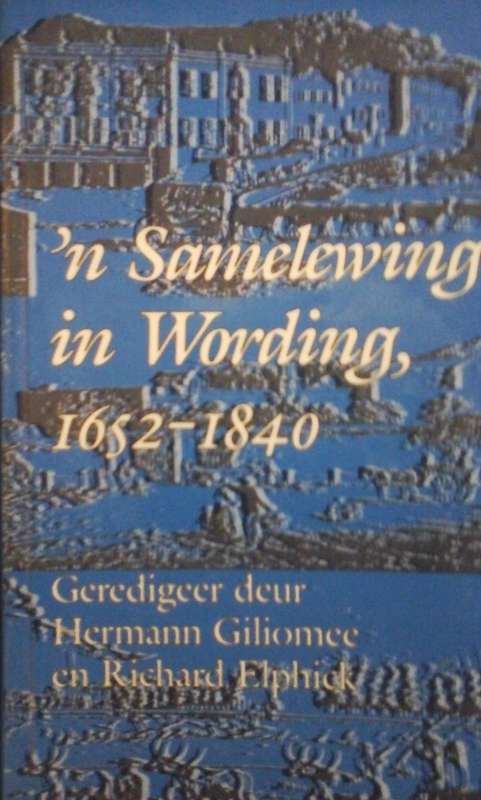 'n Samelewing
in Wording,
1652–1840
Geredigeer deur
Hermann Giliomee
en Richard Elphick